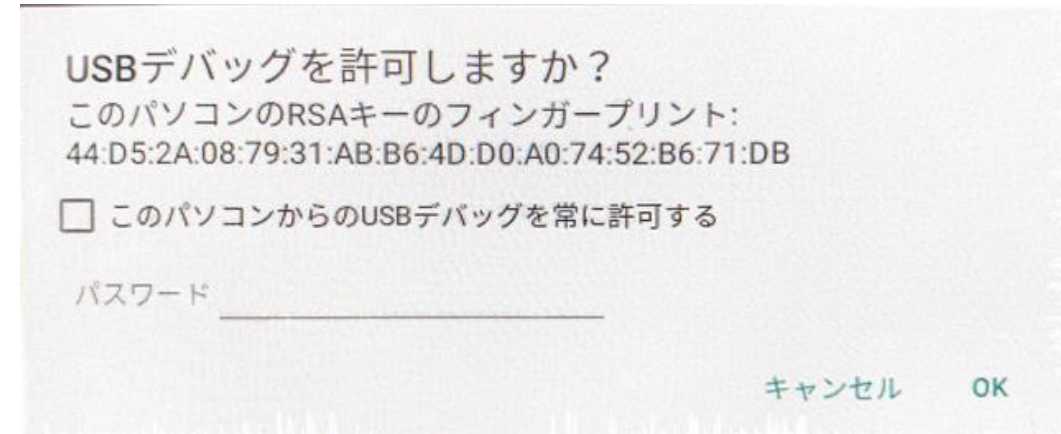 USBデバッグを許可しますか？
このパソコンのRSAキーのフィンガープリント:
44:D5:2A:08:79:31:AB:B6:4D:D0:A0:74:52:B6:71:DB
このパソコンからのUSBデバッグを常に許可する
パスワード
キャンセル OK